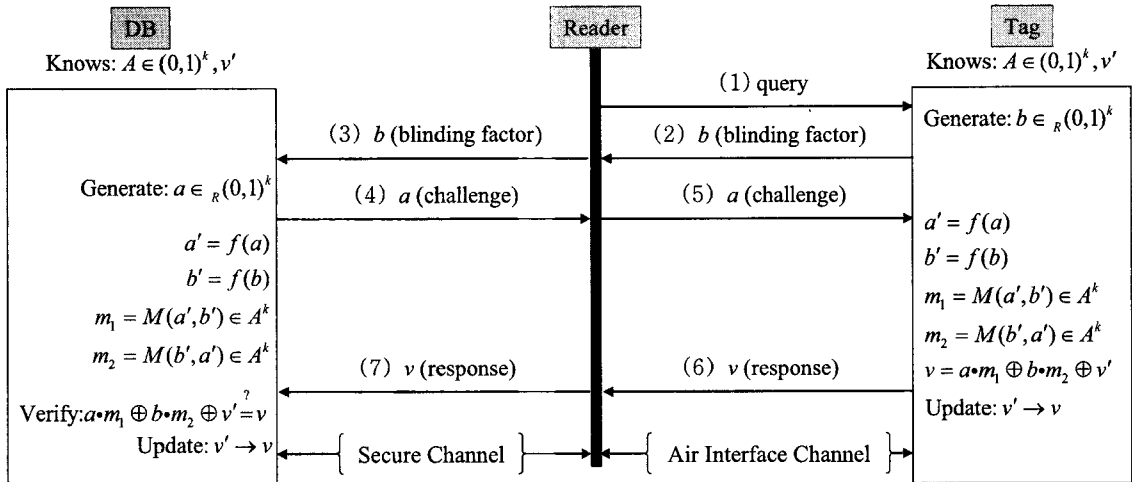 DB
Reader
Tag
Knows: A ∈ (0,1)^k, v′
Knows: A ∈ (0,1)^k, v′
(1) query
Generate: b ∈ _R(0,1)^k
(3) b (blinding factor)
(2) b (blinding factor)
Generate: a ∈ _R(0,1)^k
(4) a (challenge)
(5) a (challenge)
a′ = f(a)
b′ = f(b)
m₁ = M(a′,b′) ∈ A^k
m₂ = M(b′,a′) ∈ A^k
a′ = f(a)
b′ = f(b)
m₁ = M(a′,b′) ∈ A^k
m₂ = M(b′,a′) ∈ A^k
(7) v (response)
(6) v (response)
v = a•m₁ ⊕ b•m₂ ⊕ v′
Verify:a•m₁ ⊕ b•m₂ ⊕ v′ =? v
Update: v′ → v
Update: v′ → v
Secure Channel
Air Interface Channel